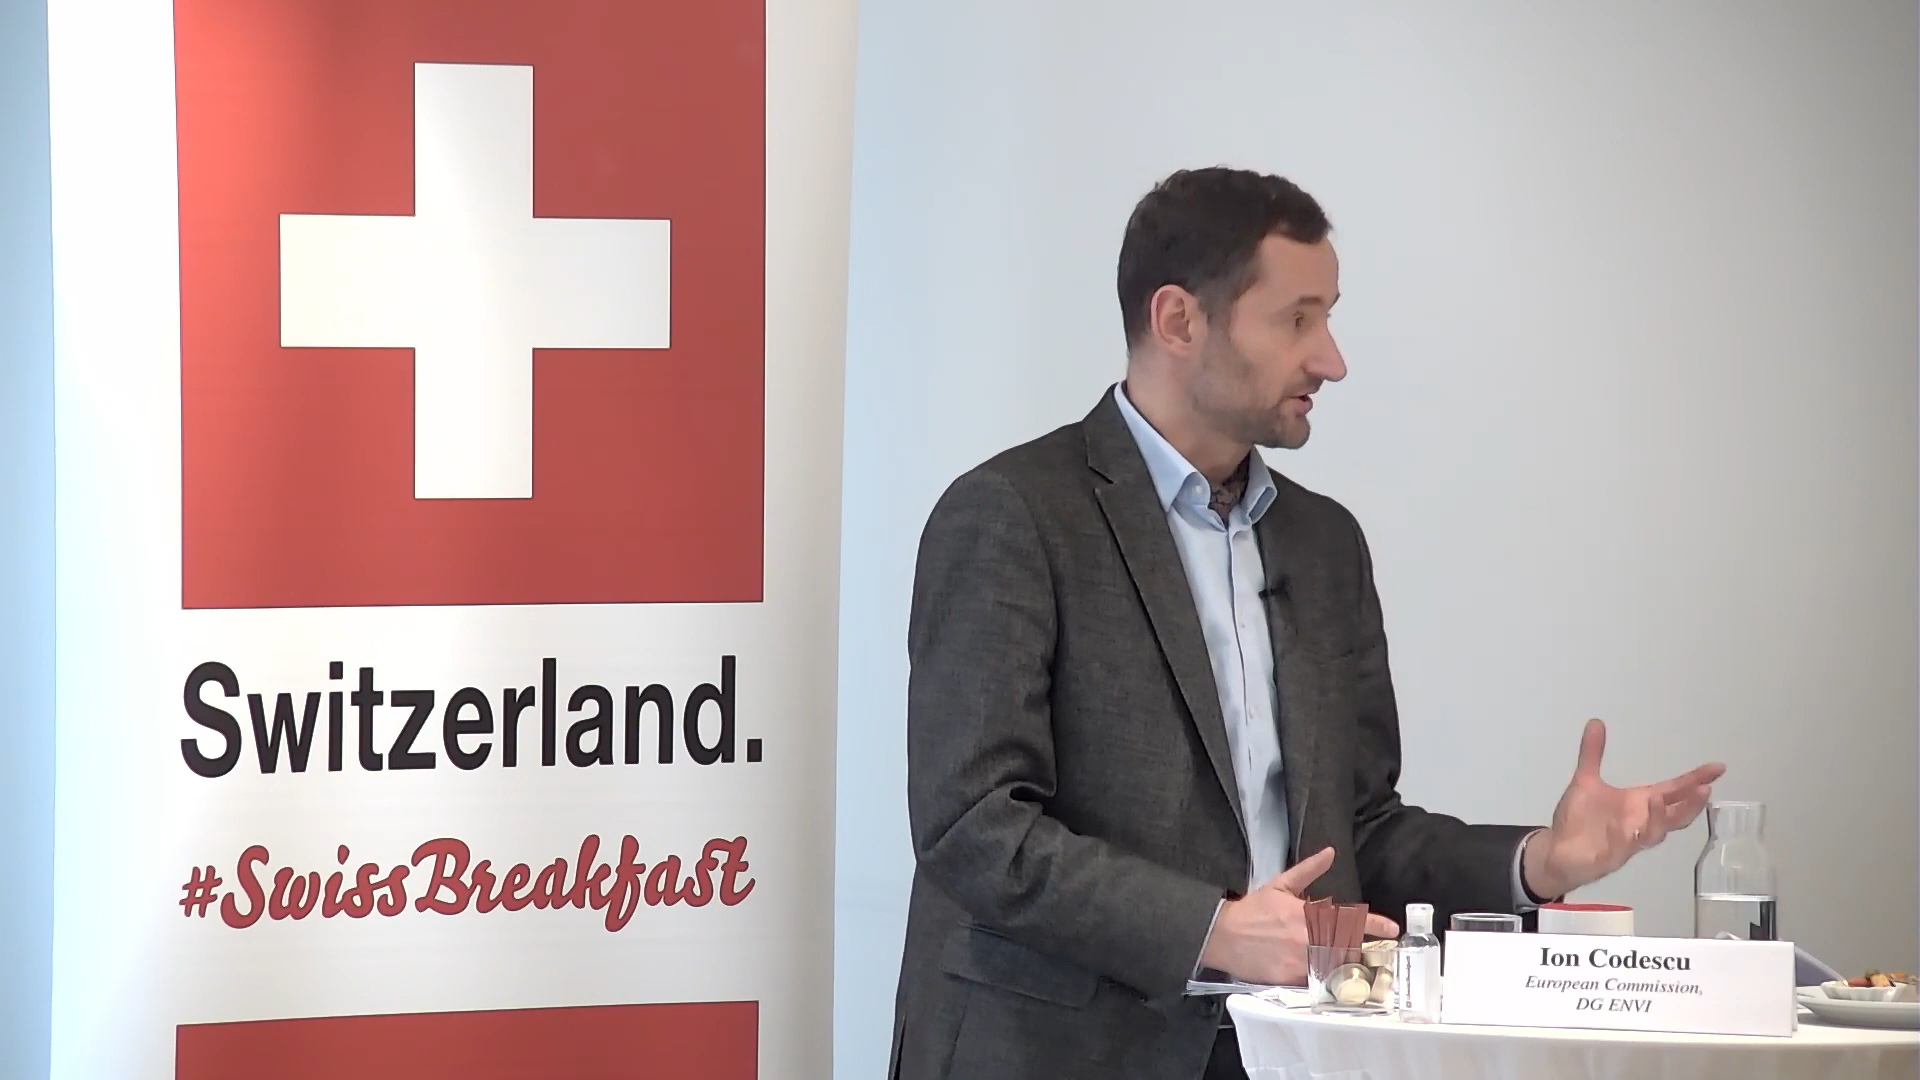 Switzerland.
#SwissBreakfast
Ion Codescu
European Commission,
DG ENVI